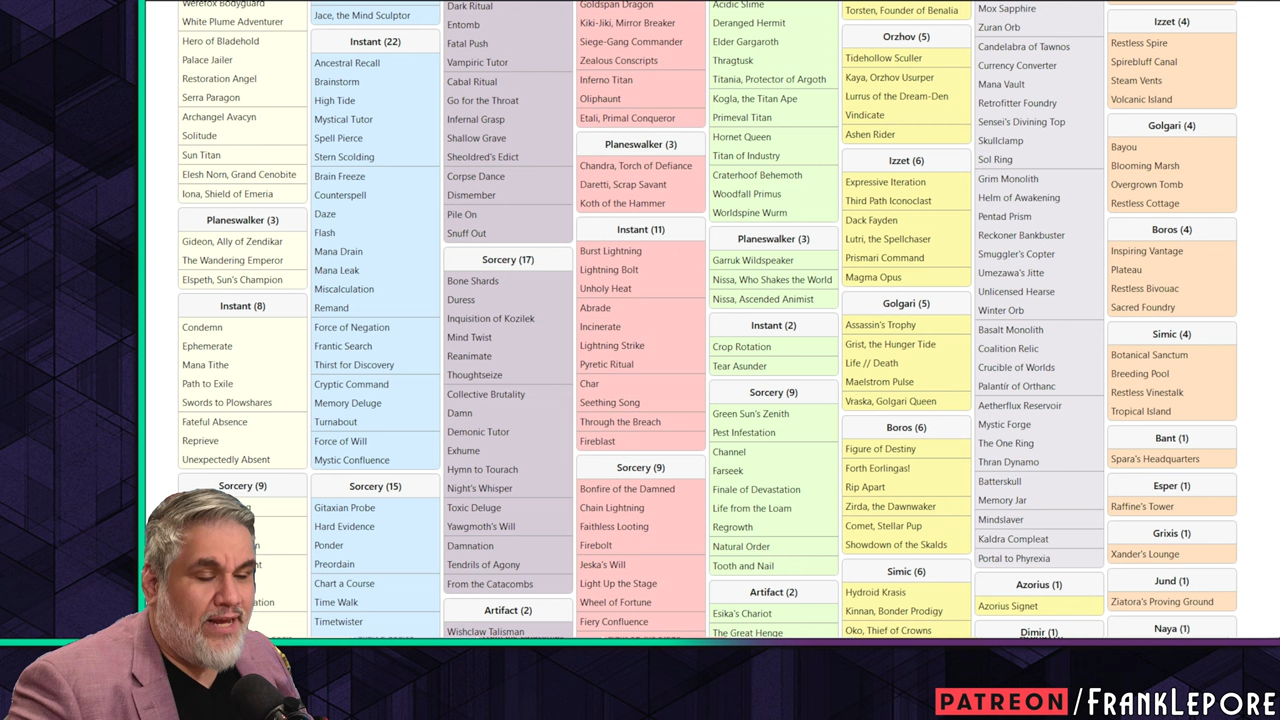 Werefox Bodyguard
White Plume Adventurer
Hero of Bladehold
Palace Jailer
Restoration Angel
Serra Paragon
Archangel Avacyn
Solitude
Sun Titan
Elesh Norn, Grand Cenobite
Iona, Shield of Emeria
Planeswalker (3)
Gideon, Ally of Zendikar
The Wandering Emperor
Elspeth, Sun's Champion
Instant (8)
Condemn
Ephemerate
Mana Tithe
Path to Exile
Swords to Plowshares
Fateful Absence
Reprieve
Unexpectedly Absent
Sorcery (9)
Jace, the Mind Sculptor
Instant (22)
Ancestral Recall
Brainstorm
High Tide
Mystical Tutor
Spell Pierce
Stern Scolding
Brain Freeze
Counterspell
Daze
Flash
Mana Drain
Mana Leak
Miscalculation
Remand
Force of Negation
Frantic Search
Thirst for Discovery
Cryptic Command
Memory Deluge
Turnabout
Force of Will
Mystic Confluence
Sorcery (15)
Gitaxian Probe
Hard Evidence
Ponder
Preordain
Chart a Course
Time Walk
Timetwister
Dark Ritual
Entomb
Fatal Push
Vampiric Tutor
Cabal Ritual
Go for the Throat
Infernal Grasp
Shallow Grave
Sheoldred's Edict
Corpse Dance
Dismember
Pile On
Snuff Out
Sorcery (17)
Bone Shards
Duress
Inquisition of Kozilek
Mind Twist
Reanimate
Thoughtseize
Collective Brutality
Damn
Demonic Tutor
Exhume
Hymn to Tourach
Night's Whisper
Toxic Deluge
Yawgmoth's Will
Damnation
Tendrils of Agony
From the Catacombs
Artifact (2)
Wishclaw Talisman
Goldspan Dragon
Kiki-Jiki, Mirror Breaker
Siege-Gang Commander
Zealous Conscripts
Inferno Titan
Oliphaunt
Etali, Primal Conqueror
Planeswalker (3)
Chandra, Torch of Defiance
Daretti, Scrap Savant
Koth of the Hammer
Instant (11)
Burst Lightning
Lightning Bolt
Unholy Heat
Abrade
Incinerate
Lightning Strike
Pyretic Ritual
Char
Seething Song
Through the Breach
Fireblast
Sorcery (9)
Bonfire of the Damned
Chain Lightning
Faithless Looting
Firebolt
Jeska's Will
Light Up the Stage
Wheel of Fortune
Fiery Confluence
Acidic Slime
Deranged Hermit
Elder Gargaroth
Thragtusk
Titania, Protector of Argoth
Kogla, the Titan Ape
Primeval Titan
Hornet Queen
Titan of Industry
Craterhoof Behemoth
Woodfall Primus
Worldspine Wurm
Planeswalker (3)
Garruk Wildspeaker
Nissa, Who Shakes the World
Nissa, Ascended Animist
Instant (2)
Crop Rotation
Tear Asunder
Sorcery (9)
Green Sun's Zenith
Pest Infestation
Channel
Farseek
Finale of Devastation
Life from the Loam
Regrowth
Natural Order
Tooth and Nail
Artifact (2)
Esika's Chariot
The Great Henge
Torsten, Founder of Benalia
Orzhov (5)
Tidehollow Sculler
Kaya, Orzhov Usurper
Lurrus of the Dream-Den
Vindicate
Ashen Rider
Izzet (6)
Expressive Iteration
Third Path Iconoclast
Dack Fayden
Lutri, the Spellchaser
Prismari Command
Magma Opus
Golgari (5)
Assassin's Trophy
Grist, the Hunger Tide
Life // Death
Maelstrom Pulse
Vraska, Golgari Queen
Boros (6)
Figure of Destiny
Forth Eorlingas!
Rip Apart
Zirda, the Dawnwaker
Comet, Stellar Pup
Showdown of the Skalds
Simic (6)
Hydroid Krasis
Kinnan, Bonder Prodigy
Oko, Thief of Crowns
Mox Sapphire
Zuran Orb
Candelabra of Tawnos
Currency Converter
Mana Vault
Retrofitter Foundry
Sensei's Divining Top
Skullclamp
Sol Ring
Grim Monolith
Helm of Awakening
Pentad Prism
Reckoner Bankbuster
Smuggler's Copter
Umezawa's Jitte
Unlicensed Hearse
Winter Orb
Basalt Monolith
Coalition Relic
Crucible of Worlds
Palantír of Orthanc
Aetherflux Reservoir
Mystic Forge
The One Ring
Thran Dynamo
Batterskull
Memory Jar
Mindslaver
Kaldra Compleat
Portal to Phyrexia
Azorius (1)
Azorius Signet
Dimir (1)
Izzet (4)
Restless Spire
Spirebluff Canal
Steam Vents
Volcanic Island
Golgari (4)
Bayou
Blooming Marsh
Overgrown Tomb
Restless Cottage
Boros (4)
Inspiring Vantage
Plateau
Restless Bivouac
Sacred Foundry
Simic (4)
Botanical Sanctum
Breeding Pool
Restless Vinestalk
Tropical Island
Bant (1)
Spara's Headquarters
Esper (1)
Raffine's Tower
Grixis (1)
Xander's Lounge
Jund (1)
Ziatora's Proving Ground
Naya (1)
PATREON/FRANKLEPORE